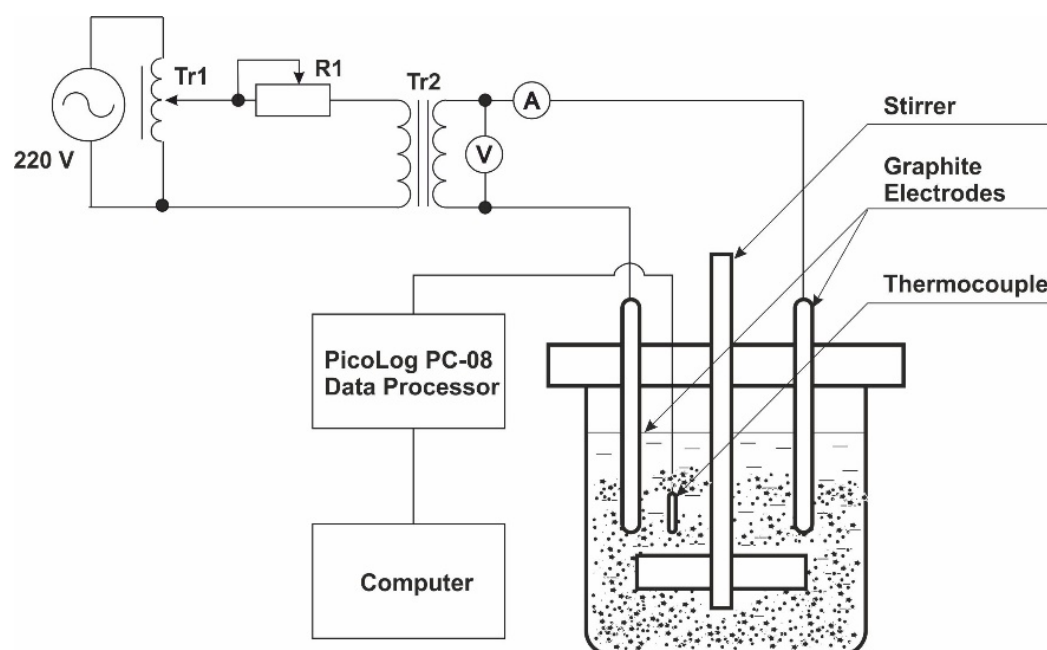 Tr1
R1
Tr2
A
V
220 V
Stirrer
Graphite
Electrodes
Thermocouple
PicoLog PC-08
Data Processor
Computer